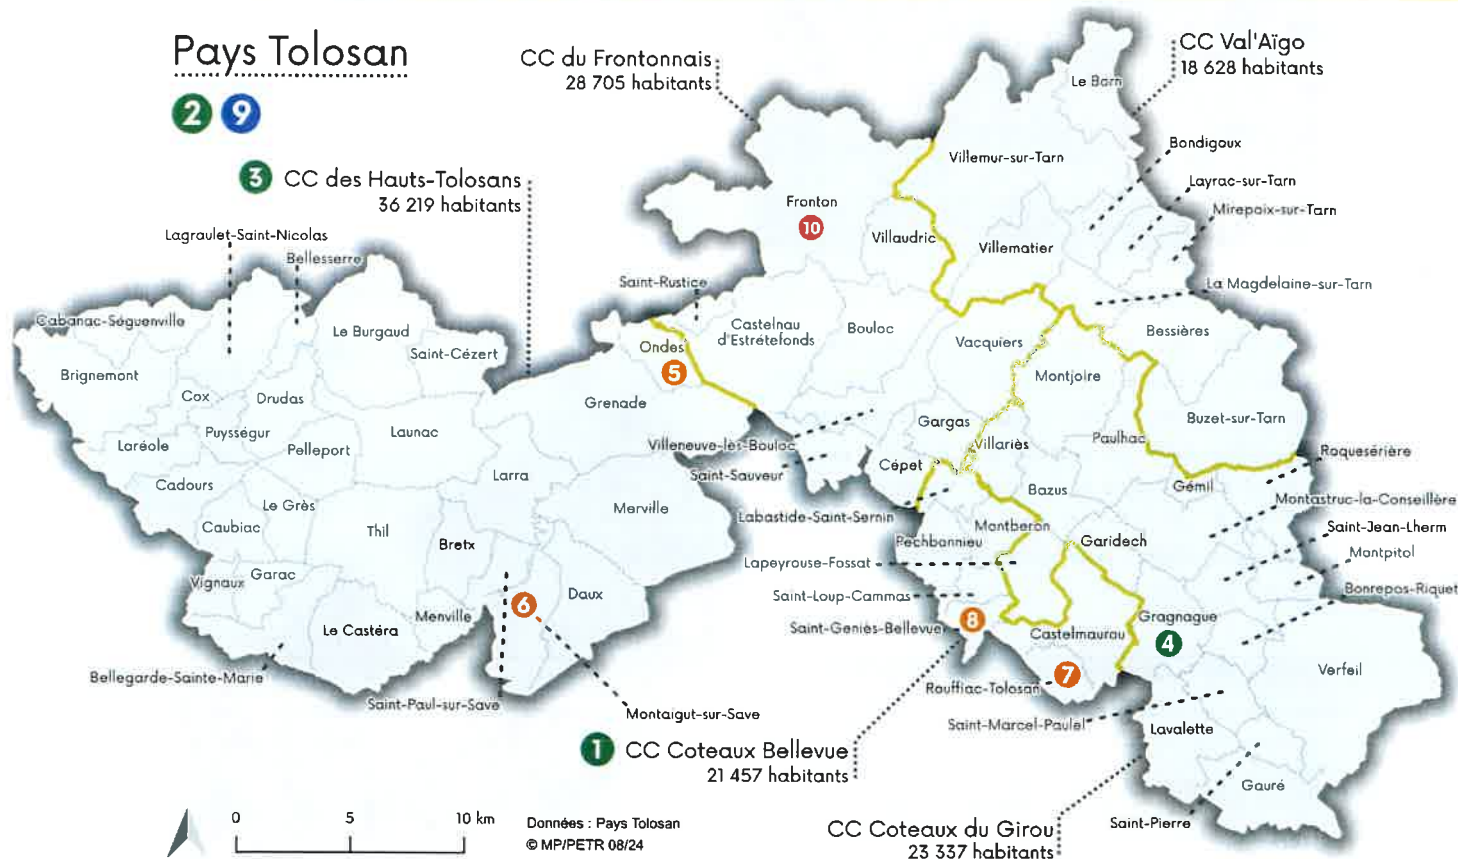 Pays Tolosan
2 9
CC du Frontonnais
28 705 habitants
CC Val'Aïgo
18 628 habitants
3 CC des Hauts-Tolosans
36 219 habitants
Le Born
Villemur-sur-Tarn
Bondigoux
Layrac-sur-Tarn
Mirepoix-sur-Tarn
Fronton
10
Villaudric
Villematier
Lagraulet-Saint-Nicolas
Bellesserre
Saint-Rustice
La Magdelaine-sur-Tarn
Cabanac-Séguenville
Le Burgaud
Saint-Cézert
Ondes
5
Castelnau
d'Estrétefonds
Bouloc
Vacquiers
Bessières
Brignemont
Montjoire
Cox
Drudas
Grenade
Buzet-sur-Tarn
Puységur
Launac
Gargas
Laréole
Pelleport
Villeneuve-lès-Bouloc
Villariès
Paulhac
Roquesérière
Cépet
Saint-Sauveur
Larra
Cadours
Bazus
Gémil
Montastruc-la-Conseillère
Le Grès
Merville
Labastide-Saint-Sernin
Caubiac
Thil
Montberon
Saint-Jean-Lherm
Bretx
Pechbonnieu
Garidech
Montpitol
Lapeyrouse-Fossat
Vignaux
Garac
Bonrepos-Riquet
Daux
6
Saint-Loup-Cammas
Menville
Gragnague
4
Le Castéra
Saint-Geniès-Bellevue
8
Castelmaurou
Verfeil
Bellegarde-Sainte-Marie
Rouffiac-Tolosan
7
Saint-Paul-sur-Save
Montaigut-sur-Save
Saint-Marcel-Paulel
Lavalette
1 CC Coteaux Bellevue
21 457 habitants
Gauré
Saint-Pierre
CC Coteaux du Girou
23 337 habitants
0 5 10 km
Données : Pays Tolosan
© MP/PETR 08/24